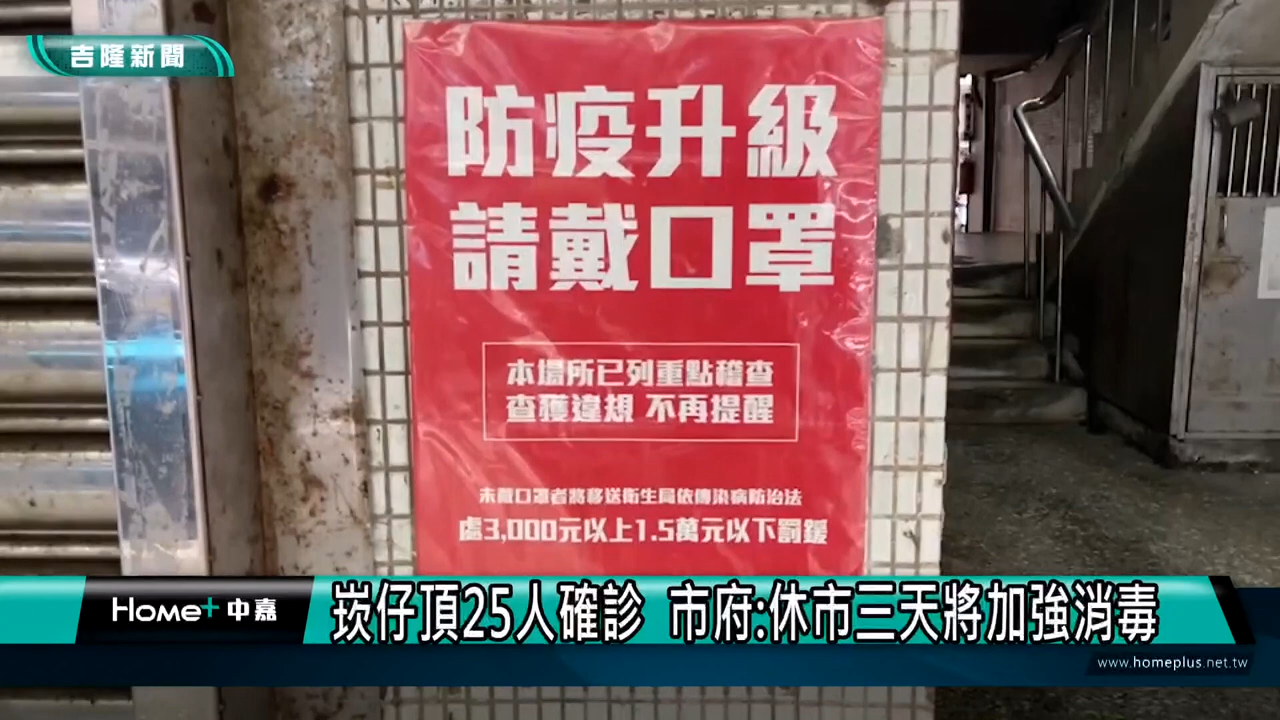 吉隆新聞
防疫升級
請戴口罩
本場所已列重點稽查
查獲違規 不再提醒
未戴口罩者將移送衛生局依傳染病防治法
處3,000元以上1.5萬元以下罰鍰
Home+中嘉
崁仔頂25人確診 市府:休市三天將加強消毒
www.homeplus.net.tw